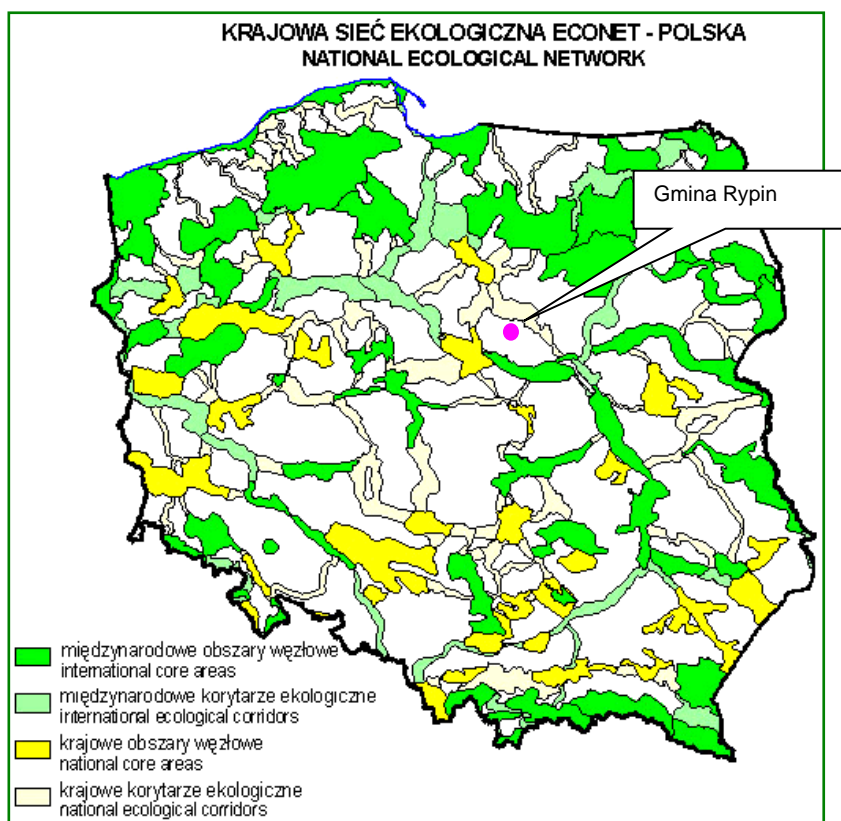 KRAJOWA SIEĆ EKOLOGICZNA ECONET - POLSKA
NATIONAL ECOLOGICAL NETWORK
Gmina Rypin
międzynarodowe obszary węzłowe
international core areas
międzynarodowe korytarze ekologiczne
international ecological corridors
krajowe obszary węzłowe
national core areas
krajowe korytarze ekologiczne
national ecological corridors